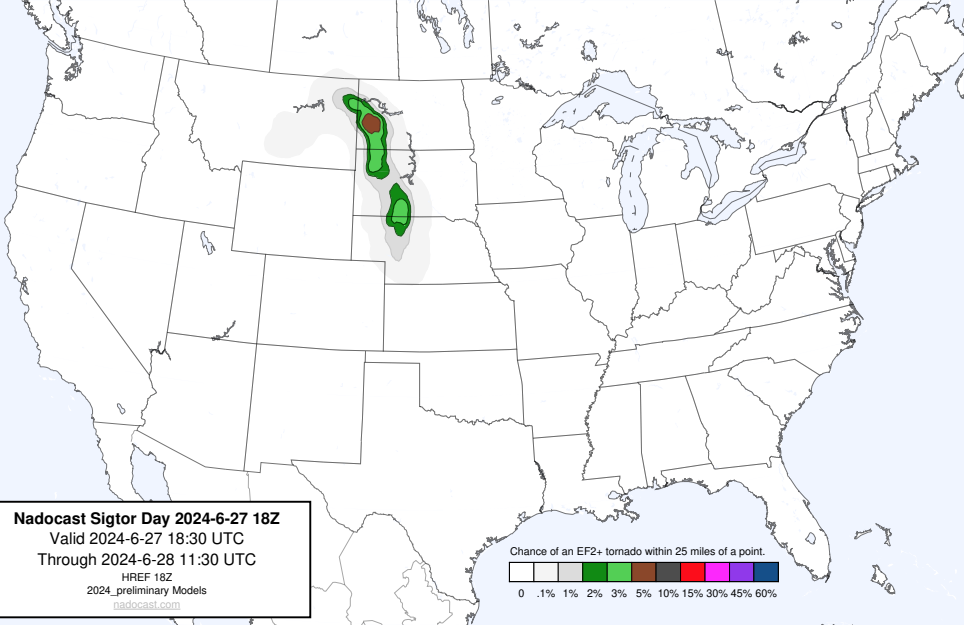 Nadocast Sigtor Day 2024-6-27 18Z
Valid 2024-6-27 18:30 UTC
Through 2024-6-28 11:30 UTC
HREF 18Z
2024_preliminary Models
nadocast.com
Chance of an EF2+ tornado within 25 miles of a point.
0 .1% 1% 2% 3% 5% 10% 15% 30% 45% 60%